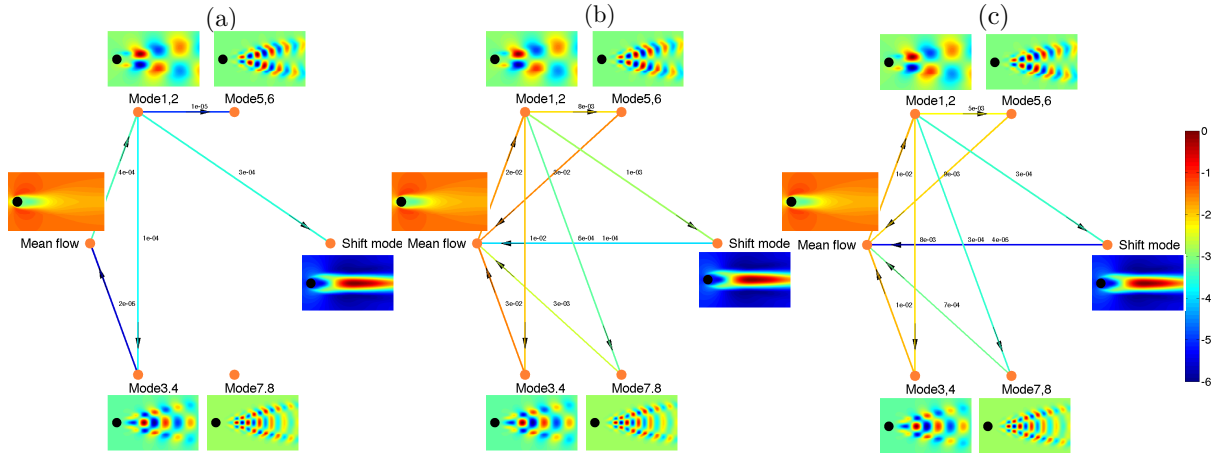 (a)
Mode1,2
Mode5,6
1e-05
4e-04
3e-04
1e-04
Mean flow
Shift mode
2e-06
Mode3,4
Mode7,8
(b)
Mode1,2
Mode5,6
8e-03
2e-02
3e-02
1e-03
Mean flow
1e-02
6e-04
1e-04
Shift mode
3e-02
3e-03
Mode3,4
Mode7,8
(c)
Mode1,2
Mode5,6
5e-03
1e-02
9e-03
3e-04
Mean flow
8e-03
3e-04
4e-06
Shift mode
1e-02
7e-04
Mode3,4
Mode7,8
0
-1
-2
-3
-4
-5
-6